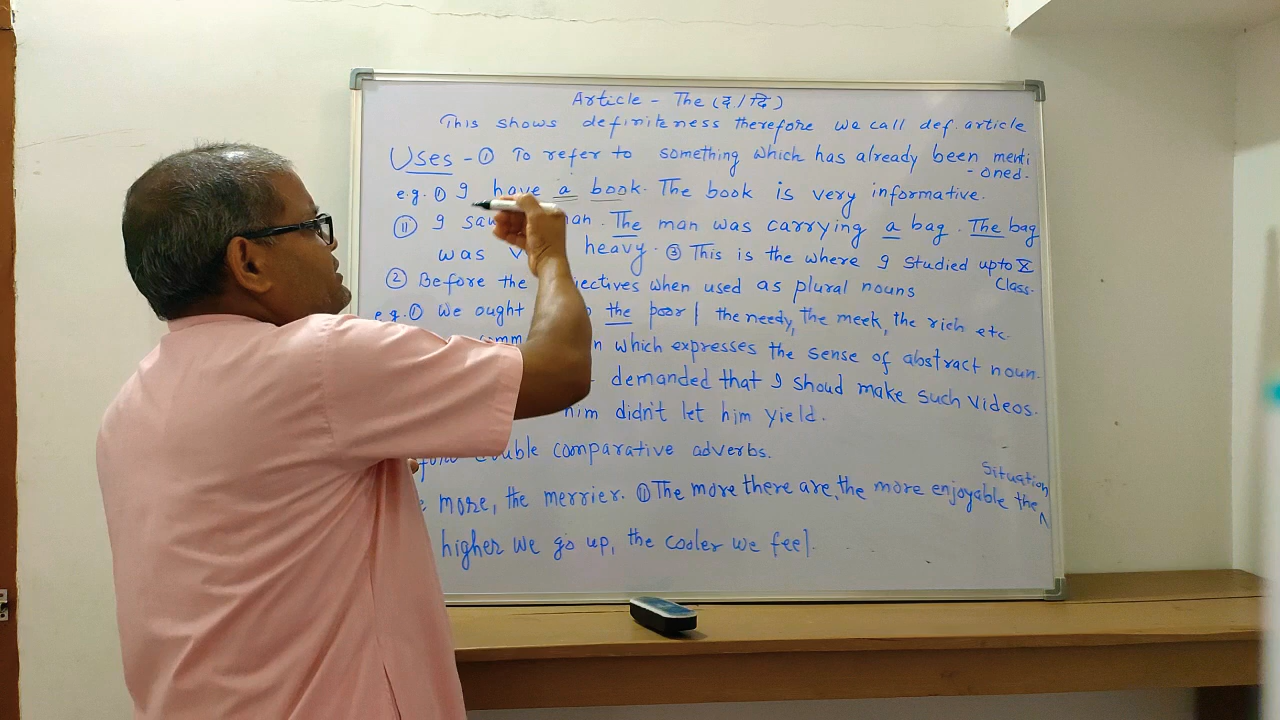 Article - The (द/दि)
This shows definiteness therefore we call def. article
Uses - ① To refer to something which has already been menti
- oned.
e.g. ① I have a book. The book is very informative.
ⓘⓘ I saw man. The man was carrying a bag. The bag
was heavy. ③ This is the where I studied upto X
Class.
② Before the when used as plural nouns
e.g. ① We ought the poor / the needy, the meek, the rich etc.
which expresses the sense of abstract noun.
demanded that I shoud make such videos.
him didn't let him yield.
comparative adverbs.
more, the merrier. ⓘⓘ The more there are, the more enjoyable the ^ situation
higher we go up, the cooler we feel.